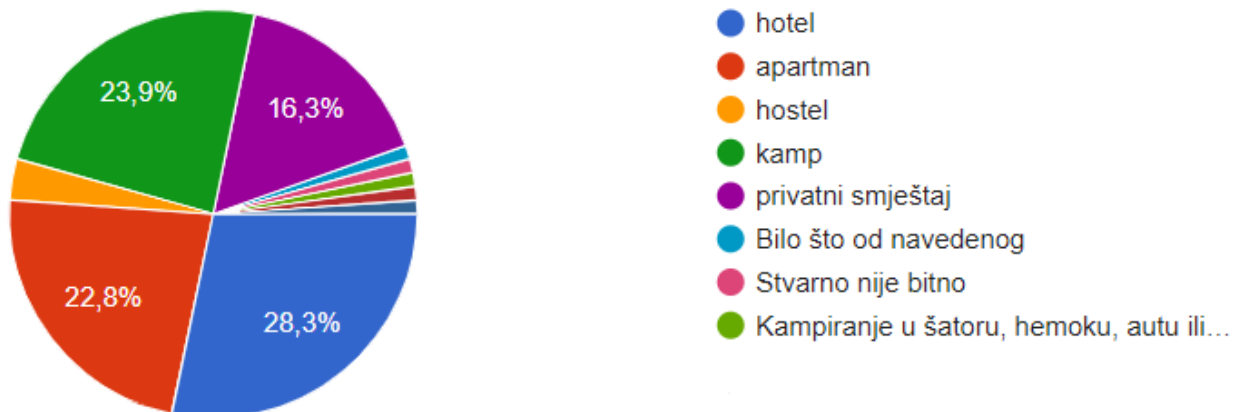 23,9%
16,3%
22,8%
28,3%
hotel
apartman
hostel
kamp
privatni smještaj
Bilo što od navedenog
Stvarno nije bitno
Kampiranje u šatoru, hemoku, autu ili…